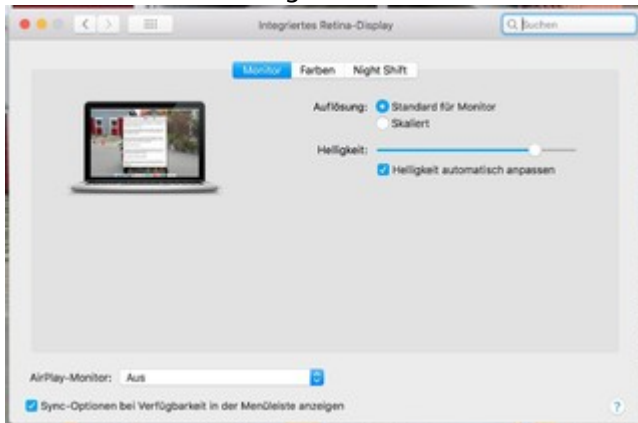 Integriertes Retina-Display
Suchen
Monitor Farben Night Shift
Auflösung: Standard für Monitor
Skaliert
Helligkeit:
Helligkeit automatisch anpassen
AirPlay-Monitor: Aus
Sync-Optionen bei Verfügbarkeit in der Menüleiste anzeigen
?